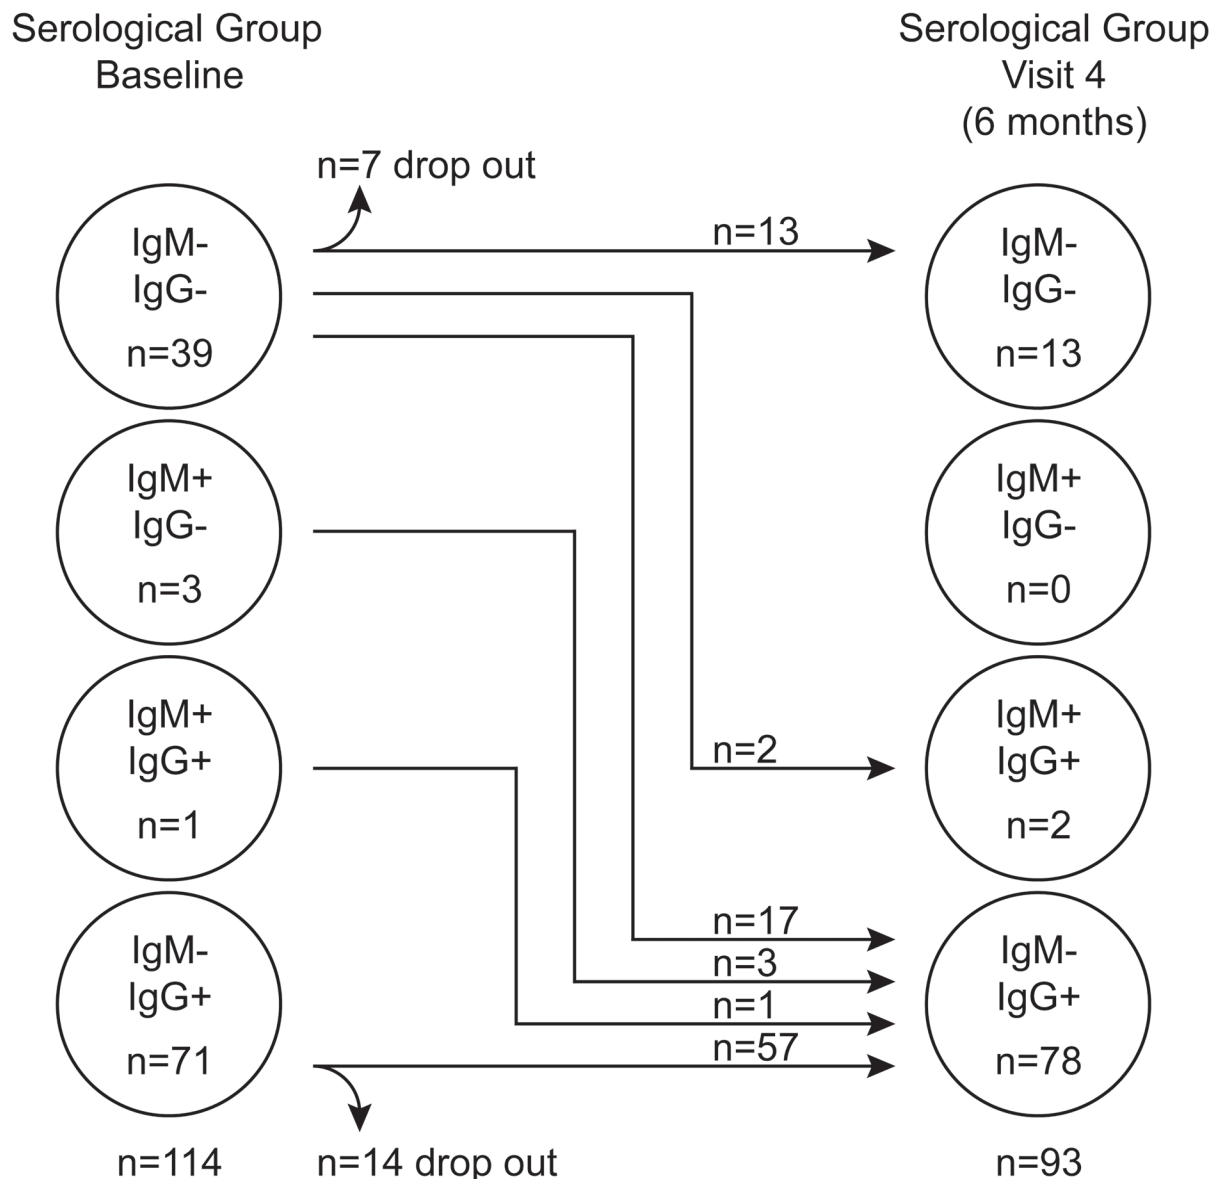 Serological Group
Baseline
Serological Group
Visit 4
(6 months)
n=7 drop out
IgM-
IgG-
n=39
n=13
IgM-
IgG-
n=13
IgM+
IgG-
n=3
IgM+
IgG-
n=0
IgM+
IgG+
n=1
n=2
IgM+
IgG+
n=2
IgM-
IgG+
n=71
n=17
n=3
n=1
n=57
IgM-
IgG+
n=78
n=114
n=14 drop out
n=93